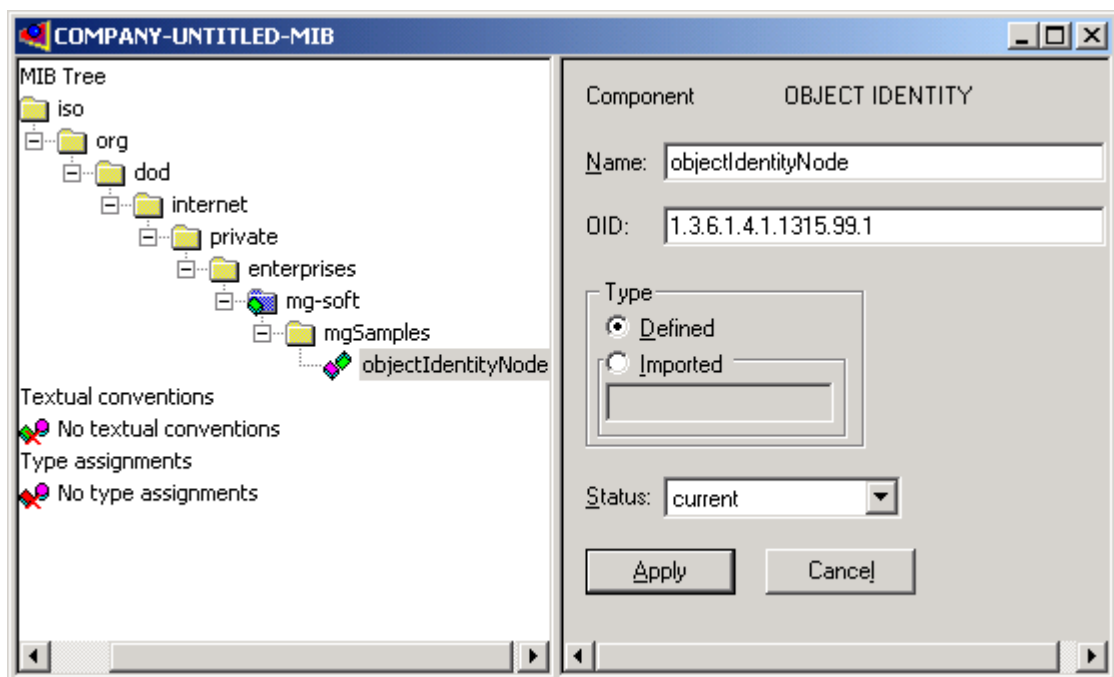 COMPANY-UNTITLED-MIB
MIB Tree
iso
org
dod
internet
private
enterprises
mg-soft
mgSamples
objectIdentityNode
Textual conventions
No textual conventions
Type assignments
No type assignments
Component OBJECT IDENTITY
Name: objectIdentityNode
OID: 1.3.6.1.4.1.1315.99.1
Type
Defined
Imported
Status: current
Apply Cancel